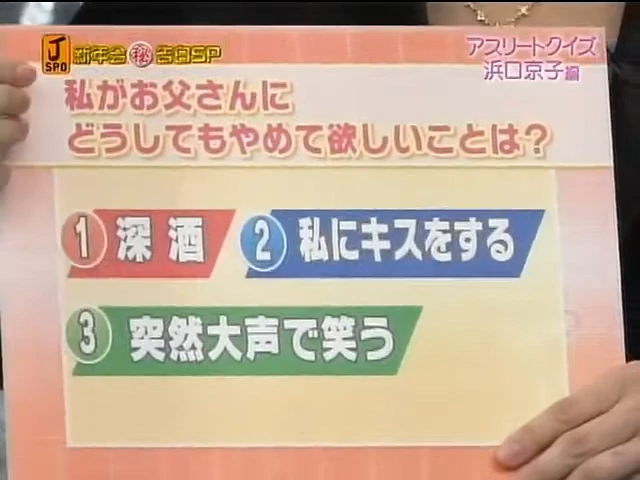 J SPO
新年会㊙告白SP
アスリートクイズ
浜口京子編
私がお父さんに
どうしてもやめて欲しいことは?
1 深酒
2 私にキスをする
3 突然大声で笑う